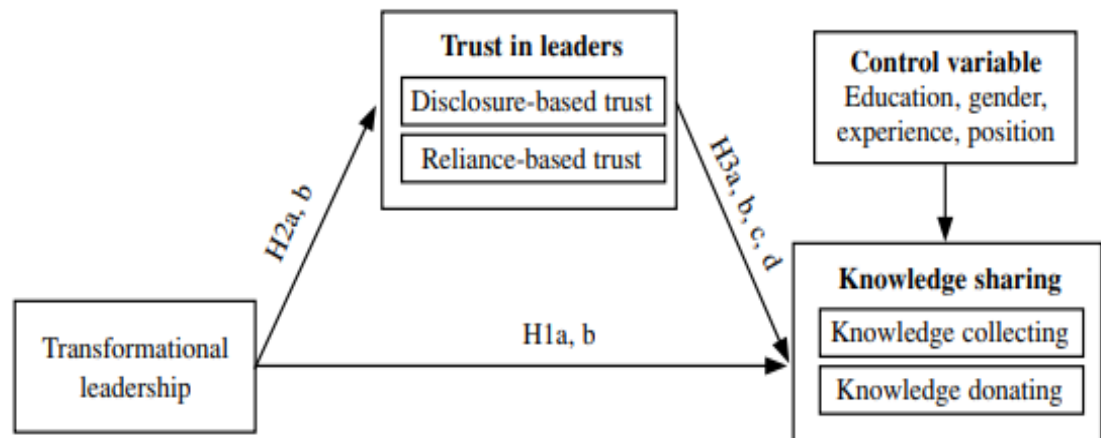 Trust in leaders
Disclosure-based trust
Reliance-based trust
Control variable
Education, gender,
experience, position
H2a, b
H3a, b, c, d
Transformational
leadership
H1a, b
Knowledge sharing
Knowledge collecting
Knowledge donating